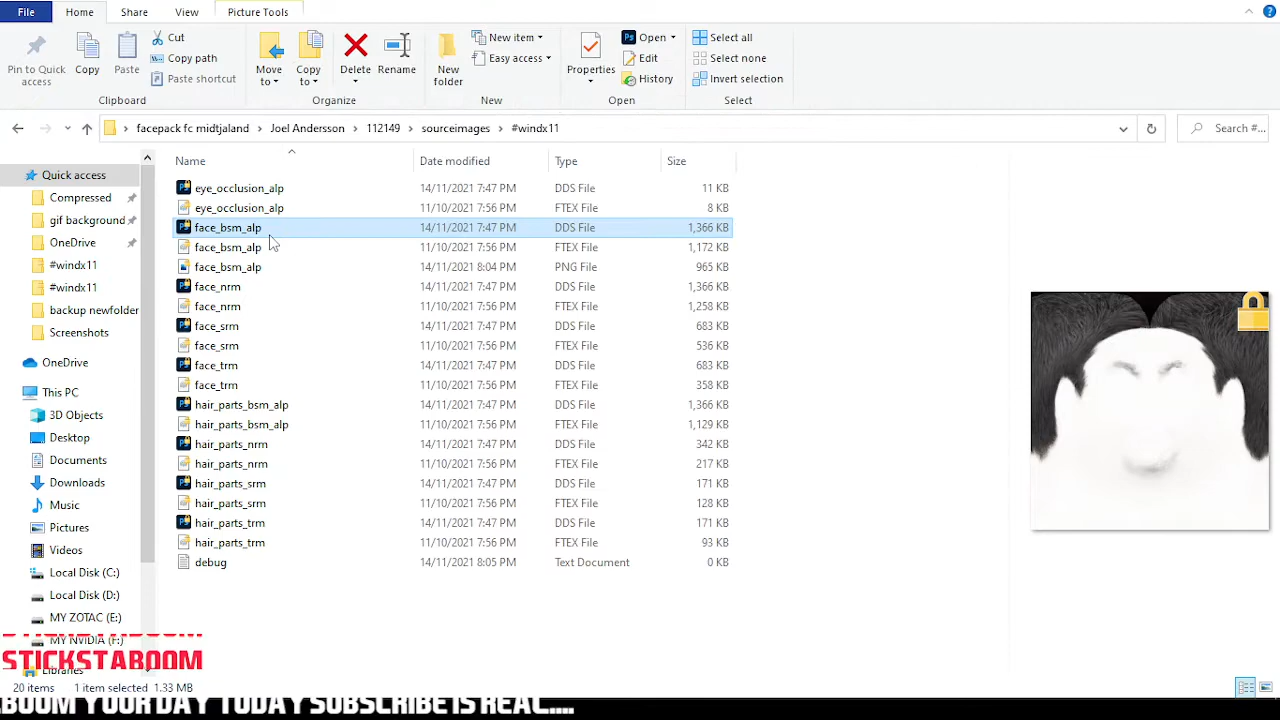 File Home Share View Picture Tools
Pin to Quick access Copy Paste Cut Copy path Paste shortcut Move to Copy to Delete Rename New folder New item Easy access Properties Open Edit History Select all Select none Invert selection
Clipboard Organize New Open Select
facepack fc midtjaland > Joel Andersson > 112149 > sourceimages > #windx11 Search #...
Name Date modified Type Size
Quick access
Compressed
gif background
OneDrive
#windx11
#windx11
backup newfolder
Screenshots
OneDrive
This PC
3D Objects
Desktop
Documents
Downloads
Music
Pictures
Videos
Local Disk (C:)
Local Disk (D:)
MY ZOTAC (E:)
MY NVIDIA (F:)
Libraries
eye_occlusion_alp 14/11/2021 7:47 PM DDS File 11 KB
eye_occlusion_alp 11/10/2021 7:56 PM FTEX File 8 KB
face_bsm_alp 14/11/2021 7:47 PM DDS File 1,366 KB
face_bsm_alp 11/10/2021 7:56 PM FTEX File 1,172 KB
face_bsm_alp 14/11/2021 8:04 PM PNG File 965 KB
face_nrm 14/11/2021 7:47 PM DDS File 1,366 KB
face_nrm 11/10/2021 7:56 PM FTEX File 1,258 KB
face_srm 14/11/2021 7:47 PM DDS File 683 KB
face_srm 11/10/2021 7:56 PM FTEX File 536 KB
face_trm 14/11/2021 7:47 PM DDS File 683 KB
face_trm 11/10/2021 7:56 PM FTEX File 358 KB
hair_parts_bsm_alp 14/11/2021 7:47 PM DDS File 1,366 KB
hair_parts_bsm_alp 11/10/2021 7:56 PM FTEX File 1,129 KB
hair_parts_nrm 14/11/2021 7:47 PM DDS File 342 KB
hair_parts_nrm 11/10/2021 7:56 PM FTEX File 217 KB
hair_parts_srm 14/11/2021 7:47 PM DDS File 171 KB
hair_parts_srm 11/10/2021 7:56 PM FTEX File 128 KB
hair_parts_trm 14/11/2021 7:47 PM DDS File 171 KB
hair_parts_trm 11/10/2021 7:56 PM FTEX File 93 KB
debug 14/11/2021 8:05 PM Text Document 0 KB
STICKSTABOOM
STICKSTABOOM
20 items 1 item selected 1.33 MB
BOOM YOUR DAY TODAY SUBSCRIBE IS REAL....